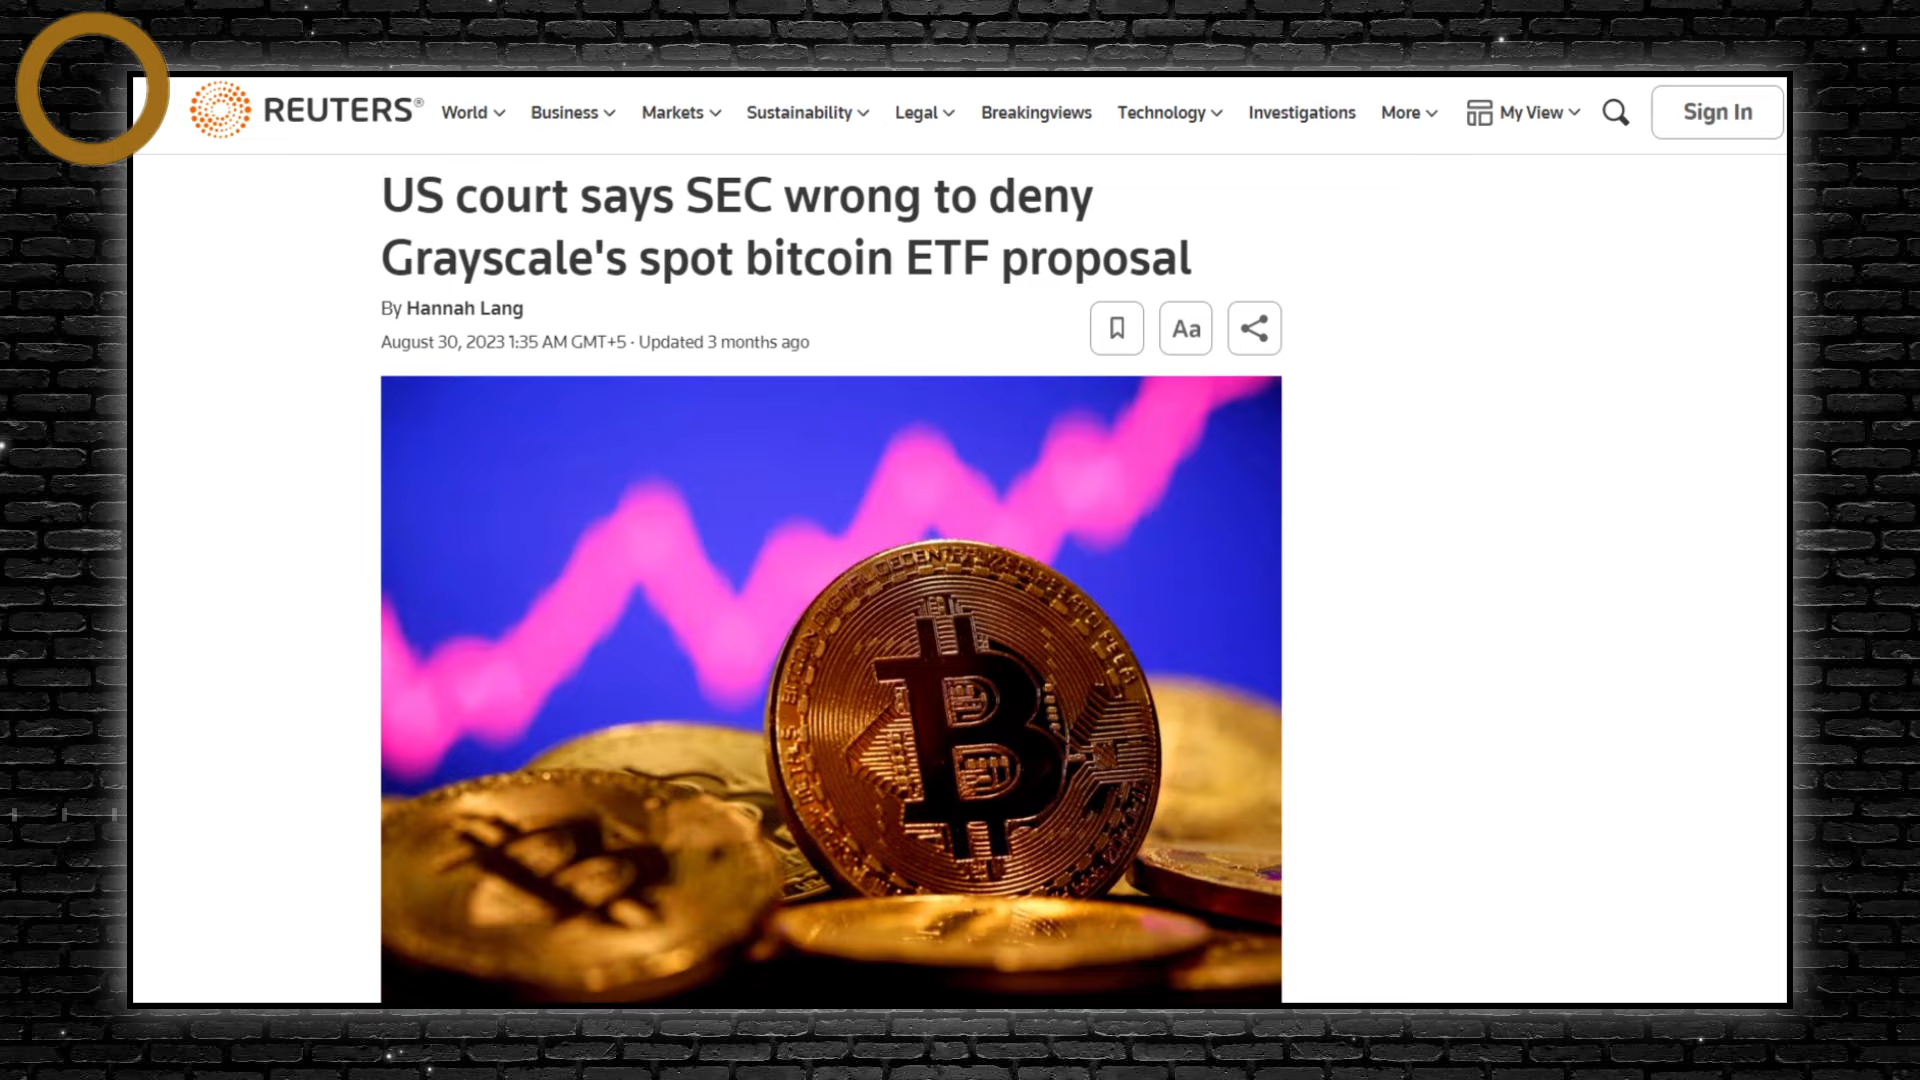 REUTERS®
World
Business
Markets
Sustainability
Legal
Breakingviews
Technology
Investigations
More
My View
Sign In
US court says SEC wrong to deny
Grayscale's spot bitcoin ETF proposal
By Hannah Lang
August 30, 2023 1:35 AM GMT+5 · Updated 3 months ago
Aa